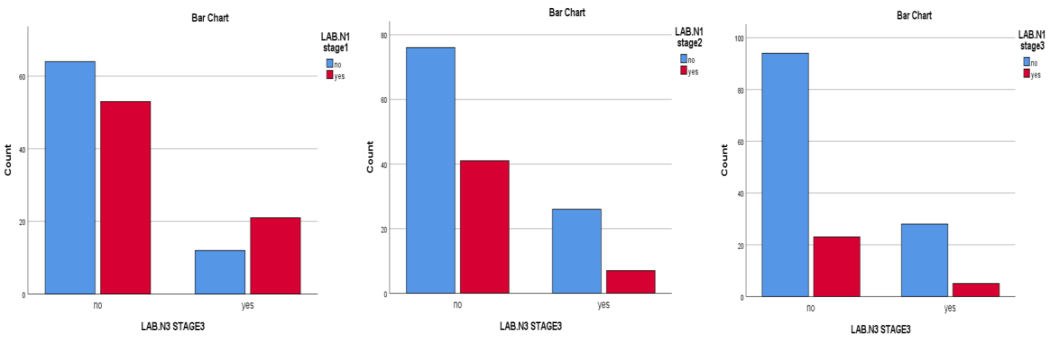 Bar Chart
LAB.N1
stage1
no
yes
Count
60
40
20
0
no
yes
LAB.N3 STAGE3
Bar Chart
LAB.N1
stage2
no
yes
Count
80
60
40
20
0
no
yes
LAB.N3 STAGE3
Bar Chart
LAB.N1
stage3
no
yes
Count
100
80
60
40
20
0
no
yes
LAB.N3 STAGE3